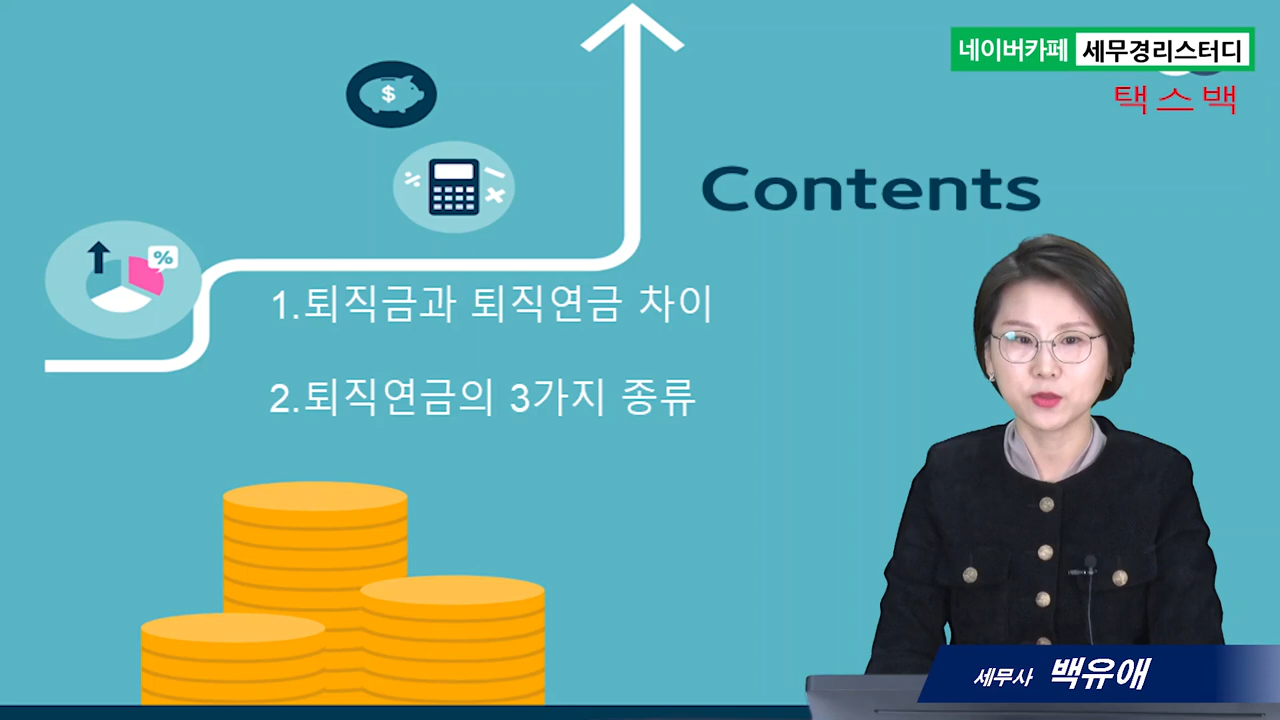 네이버카페 세무경리스터디
택스백
$
Contents
%
1.퇴직금과 퇴직연금 차이
2.퇴직연금의 3가지 종류
세무사 백유애